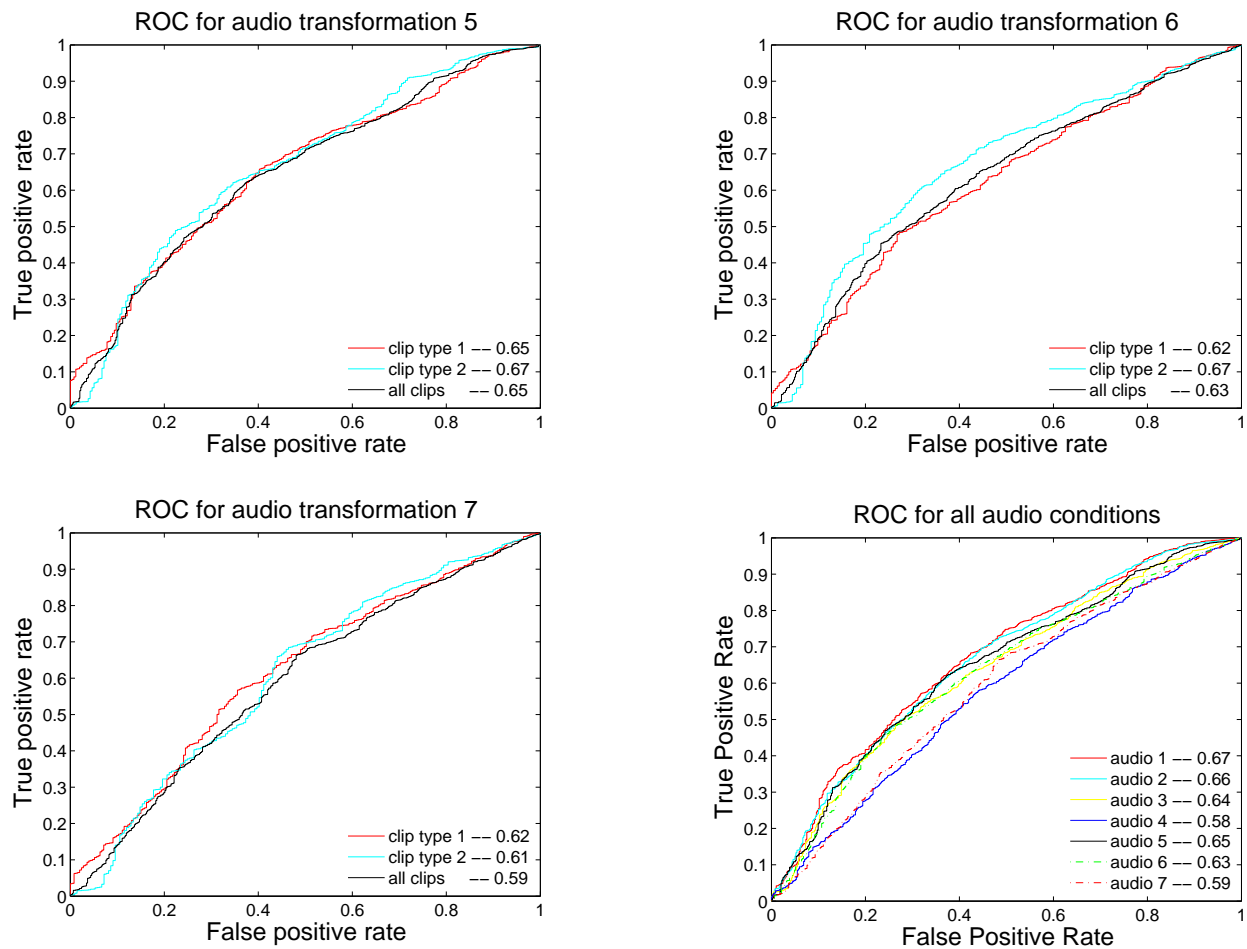 ROC for audio transformation 5
1
0.9
0.8
0.7
0.6
0.5
0.4
0.3
0.2
0.1
0
True positive rate
clip type 1 −− 0.65
clip type 2 −− 0.67
all clips −− 0.65
0 0.2 0.4 0.6 0.8 1
False positive rate
ROC for audio transformation 6
1
0.9
0.8
0.7
0.6
0.5
0.4
0.3
0.2
0.1
0
True positive rate
clip type 1 −− 0.62
clip type 2 −− 0.67
all clips −− 0.63
0 0.2 0.4 0.6 0.8 1
False positive rate
ROC for audio transformation 7
1
0.9
0.8
0.7
0.6
0.5
0.4
0.3
0.2
0.1
0
True positive rate
clip type 1 −− 0.62
clip type 2 −− 0.61
all clips −− 0.59
0 0.2 0.4 0.6 0.8 1
False positive rate
ROC for all audio conditions
1
0.9
0.8
0.7
0.6
0.5
0.4
0.3
0.2
0.1
0
True Positive Rate
audio 1 −− 0.67
audio 2 −− 0.66
audio 3 −− 0.64
audio 4 −− 0.58
audio 5 −− 0.65
audio 6 −− 0.63
audio 7 −− 0.59
0 0.2 0.4 0.6 0.8 1
False Positive Rate